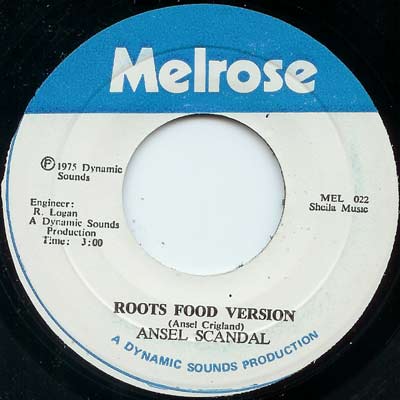 Melrose
Ⓟ1975 Dynamic
Sounds
Engineer:
R. Logan
A Dynamic Sounds
Production
Time: 3:00
MEL 022
Sheila Music
ROOTS FOOD VERSION
(Ansel Crigland)
ANSEL SCANDAL
A DYNAMIC SOUNDS PRODUCTION